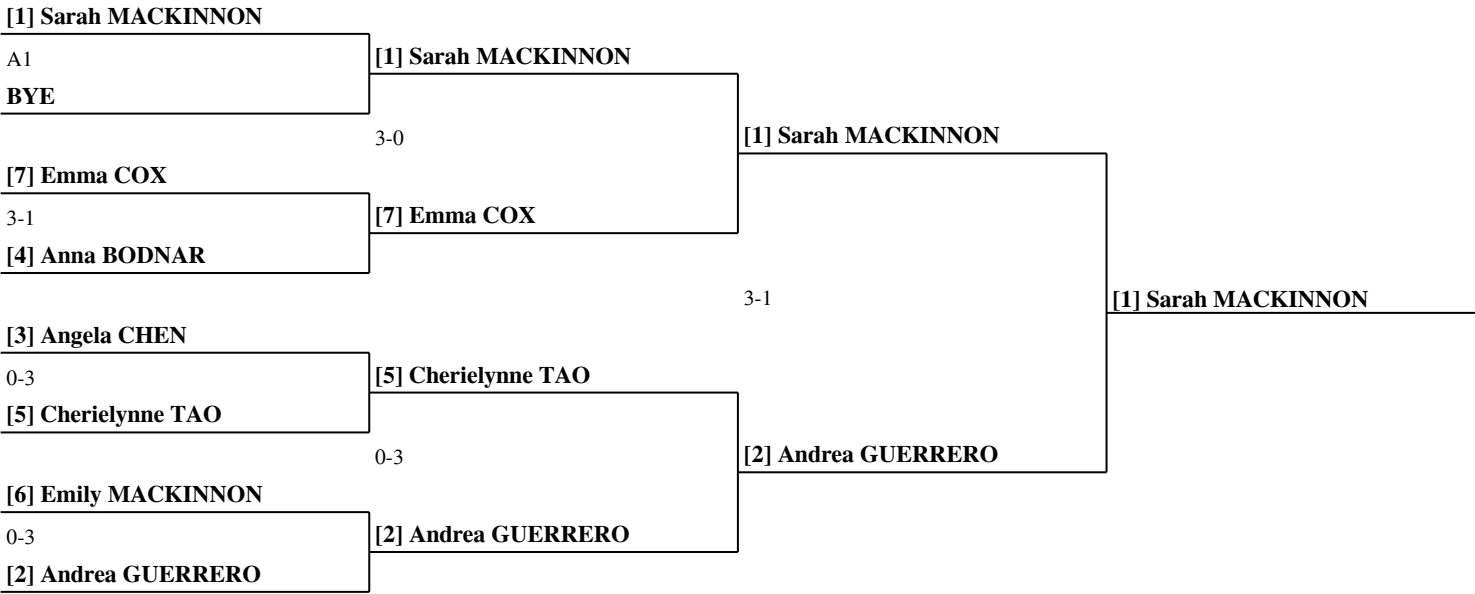 [1] Sarah MACKINNON
A1
BYE
[7] Emma COX
3-1
[4] Anna BODNAR
[3] Angela CHEN
0-3
[5] Cherielynne TAO
[6] Emily MACKINNON
0-3
[2] Andrea GUERRERO
[1] Sarah MACKINNON
3-0
[7] Emma COX
[5] Cherielynne TAO
0-3
[2] Andrea GUERRERO
[1] Sarah MACKINNON
3-1
[2] Andrea GUERRERO
[1] Sarah MACKINNON